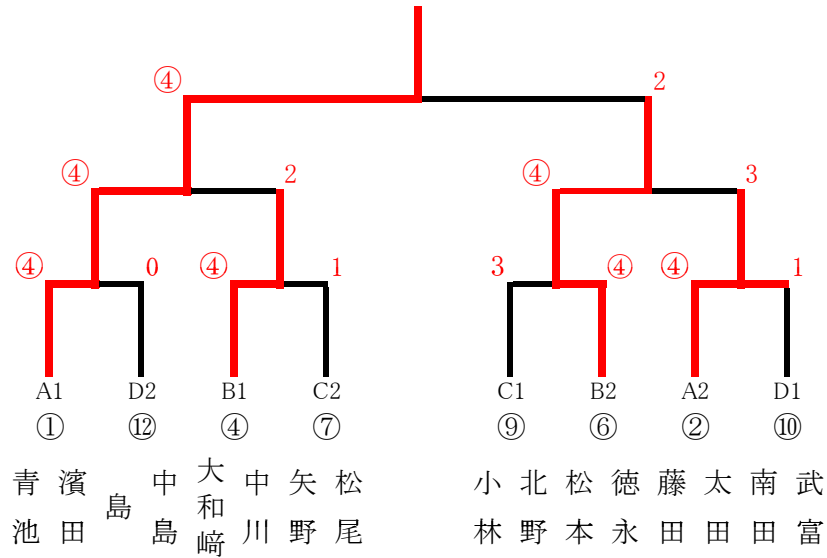 ④ 2
④ 2 ④ 3
④ 0 ④ 1 3 ④ ④ 1
A1 D2 B1 C2 C1 B2 A2 D1
① ⑫ ④ ⑦ ⑨ ⑥ ② ⑩
青池 濱田 島 中島 大和﨑 中川 矢野 松尾 小林 北野 松本 徳永 藤田 太田 南田 武富